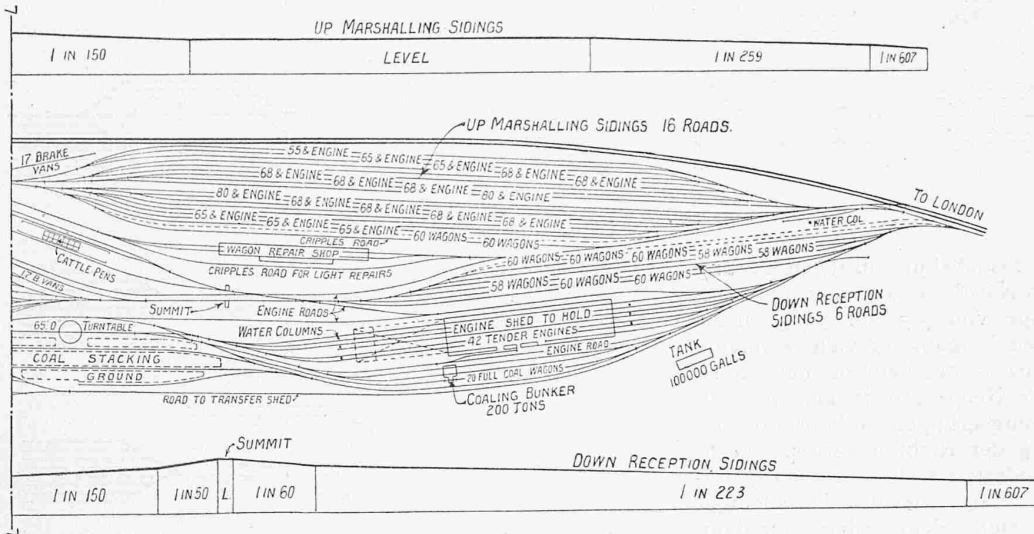 UP MARSHALLING SIDINGS
1 IN 150
LEVEL
1 IN 259
1 IN 607
UP MARSHALLING SIDINGS 16 ROADS.
17 BRAKE
VANS
55 & ENGINE 65 & ENGINE 65 & ENGINE 68 & ENGINE
68 & ENGINE 68 & ENGINE 68 & ENGINE 80 & ENGINE 68 & ENGINE
80 & ENGINE 68 & ENGINE 68 & ENGINE 68 & ENGINE
65 & ENGINE 65 & ENGINE 65 & ENGINE 60 WAGONS 60 WAGONS
TO LONDON
WATER COL
CRIPPLES ROAD
WAGON REPAIR SHOP
CRIPPLES ROAD FOR LIGHT REPAIRS
CATTLE PENS
60 WAGONS 60 WAGONS 60 WAGONS 58 WAGONS 58 WAGONS
58 WAGONS 60 WAGONS 60 WAGONS
DOWN RECEPTION
SIDINGS 6 ROADS
12 B. VANS
SUMMIT
ENGINE ROADS
WATER COLUMNS
ENGINE SHED TO HOLD
42 TENDER ENGINES
ENGINE ROAD
65.0 TURNTABLE
COAL STACKING
GROUND
20 FULL COAL WAGONS
TANK
100000 GALLS
COALING BUNKER
200 TONS
ROAD TO TRANSFER SHED
SUMMIT
DOWN RECEPTION SIDINGS
1 IN 150
1 IN 50
L
1 IN 60
1 IN 223
1 IN 607